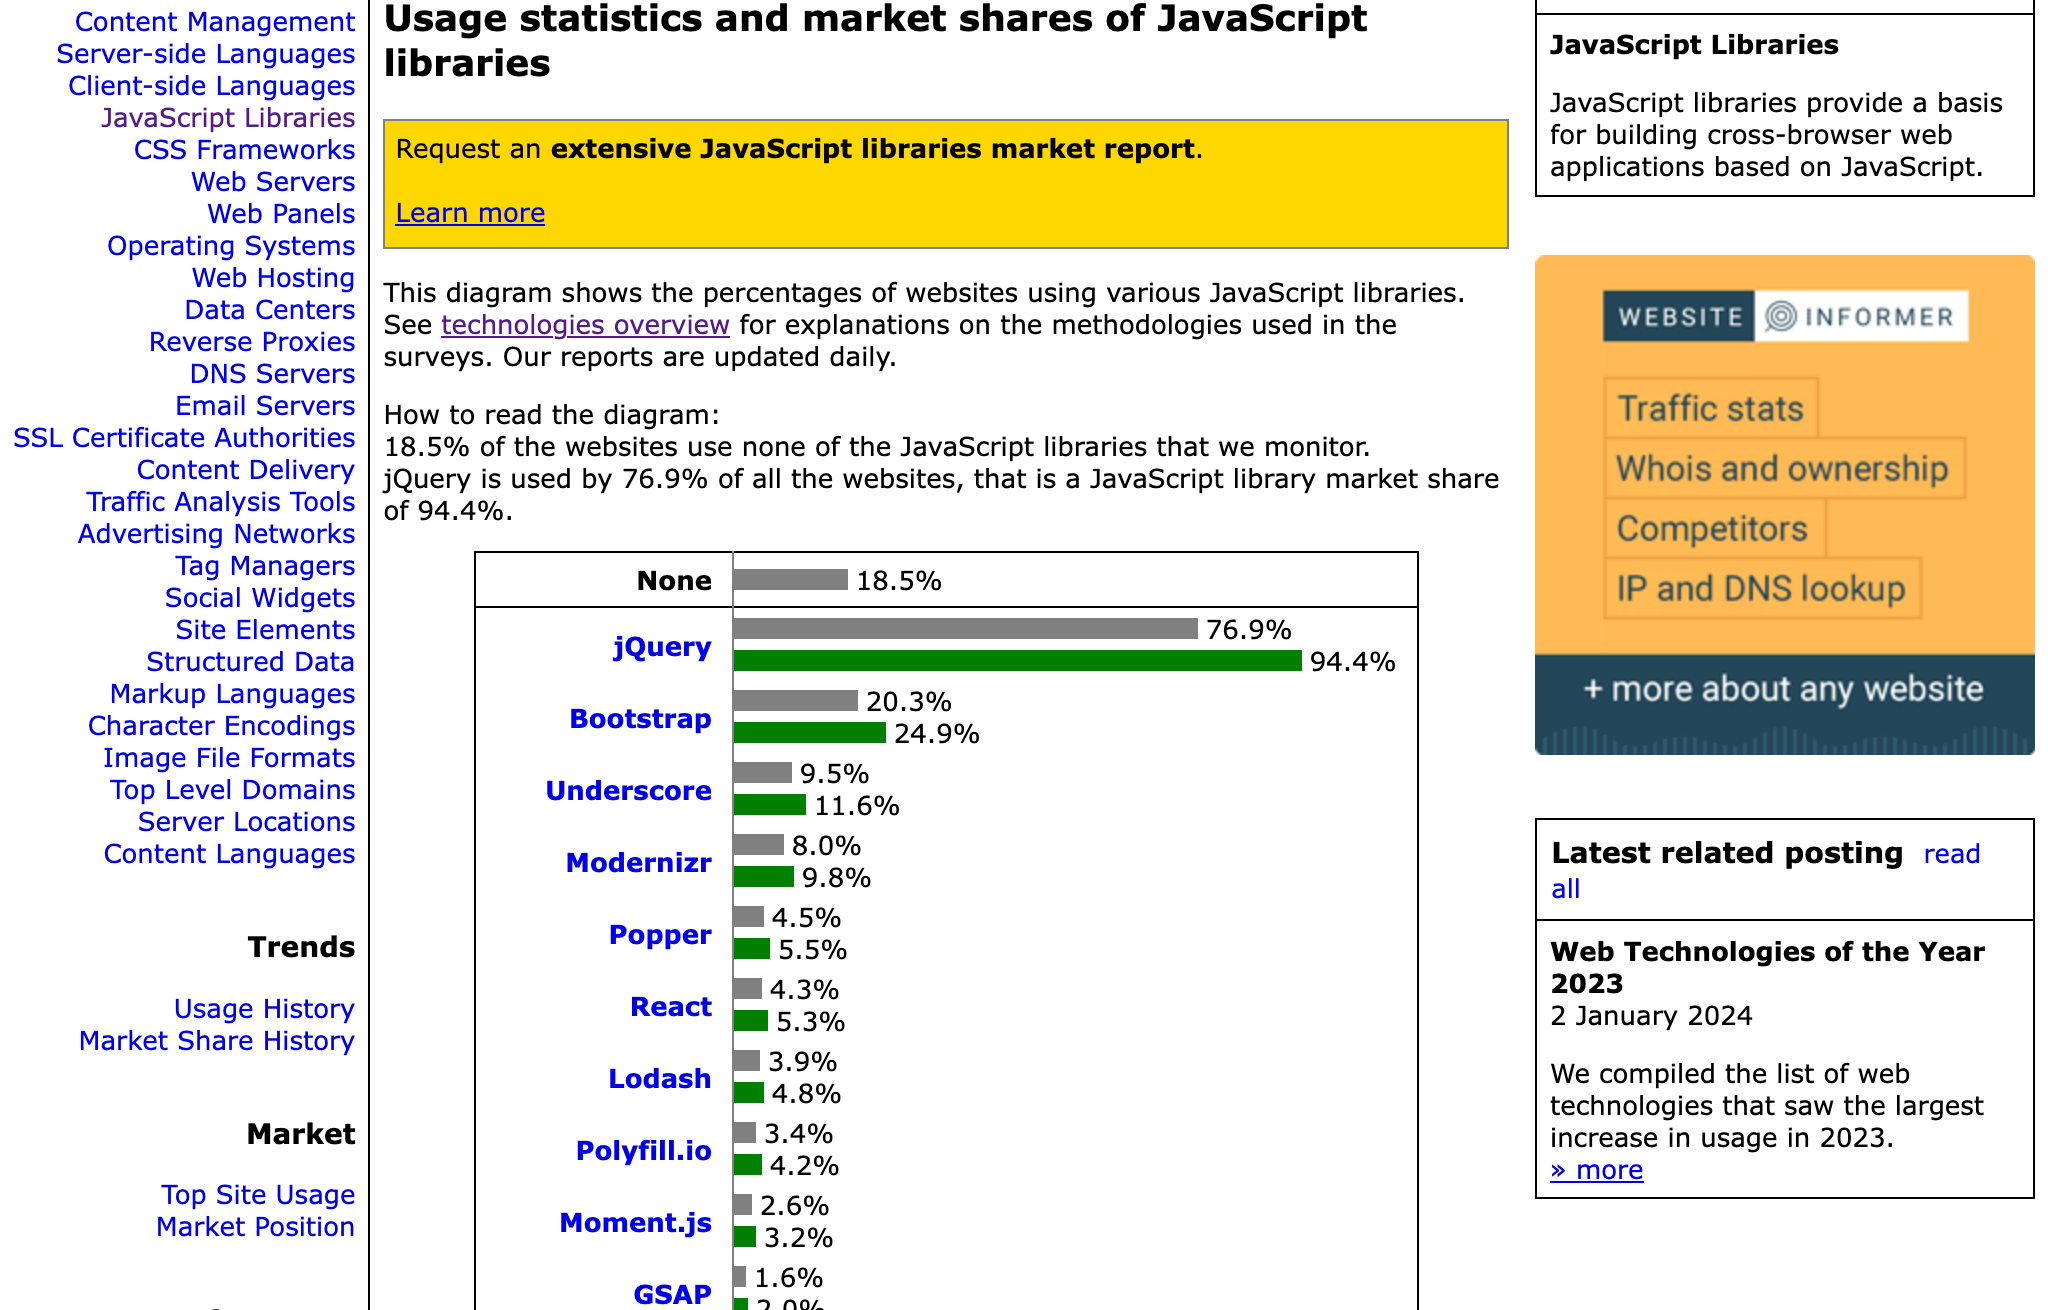 Content Management
Server-side Languages
Client-side Languages
JavaScript Libraries
CSS Frameworks
Web Servers
Web Panels
Operating Systems
Web Hosting
Data Centers
Reverse Proxies
DNS Servers
Email Servers
SSL Certificate Authorities
Content Delivery
Traffic Analysis Tools
Advertising Networks
Tag Managers
Social Widgets
Site Elements
Structured Data
Markup Languages
Character Encodings
Image File Formats
Top Level Domains
Server Locations
Content Languages
Trends
Usage History
Market Share History
Market
Top Site Usage
Market Position
Usage statistics and market shares of JavaScript
libraries
Request an extensive JavaScript libraries market report.
Learn more
This diagram shows the percentages of websites using various JavaScript libraries.
See technologies overview for explanations on the methodologies used in the
surveys. Our reports are updated daily.
How to read the diagram:
18.5% of the websites use none of the JavaScript libraries that we monitor.
jQuery is used by 76.9% of all the websites, that is a JavaScript library market share
of 94.4%.
None 18.5%
jQuery 76.9%
94.4%
Bootstrap 20.3%
24.9%
Underscore 9.5%
11.6%
Modernizr 8.0%
9.8%
Popper 4.5%
5.5%
React 4.3%
5.3%
Lodash 3.9%
4.8%
Polyfill.io 3.4%
4.2%
Moment.js 2.6%
3.2%
GSAP 1.6%
2.0%
JavaScript Libraries
JavaScript libraries provide a basis
for building cross-browser web
applications based on JavaScript.
WEBSITE INFORMER
Traffic stats
Whois and ownership
Competitors
IP and DNS lookup
+ more about any website
Latest related posting read
all
Web Technologies of the Year
2023
2 January 2024
We compiled the list of web
technologies that saw the largest
increase in usage in 2023.
» more